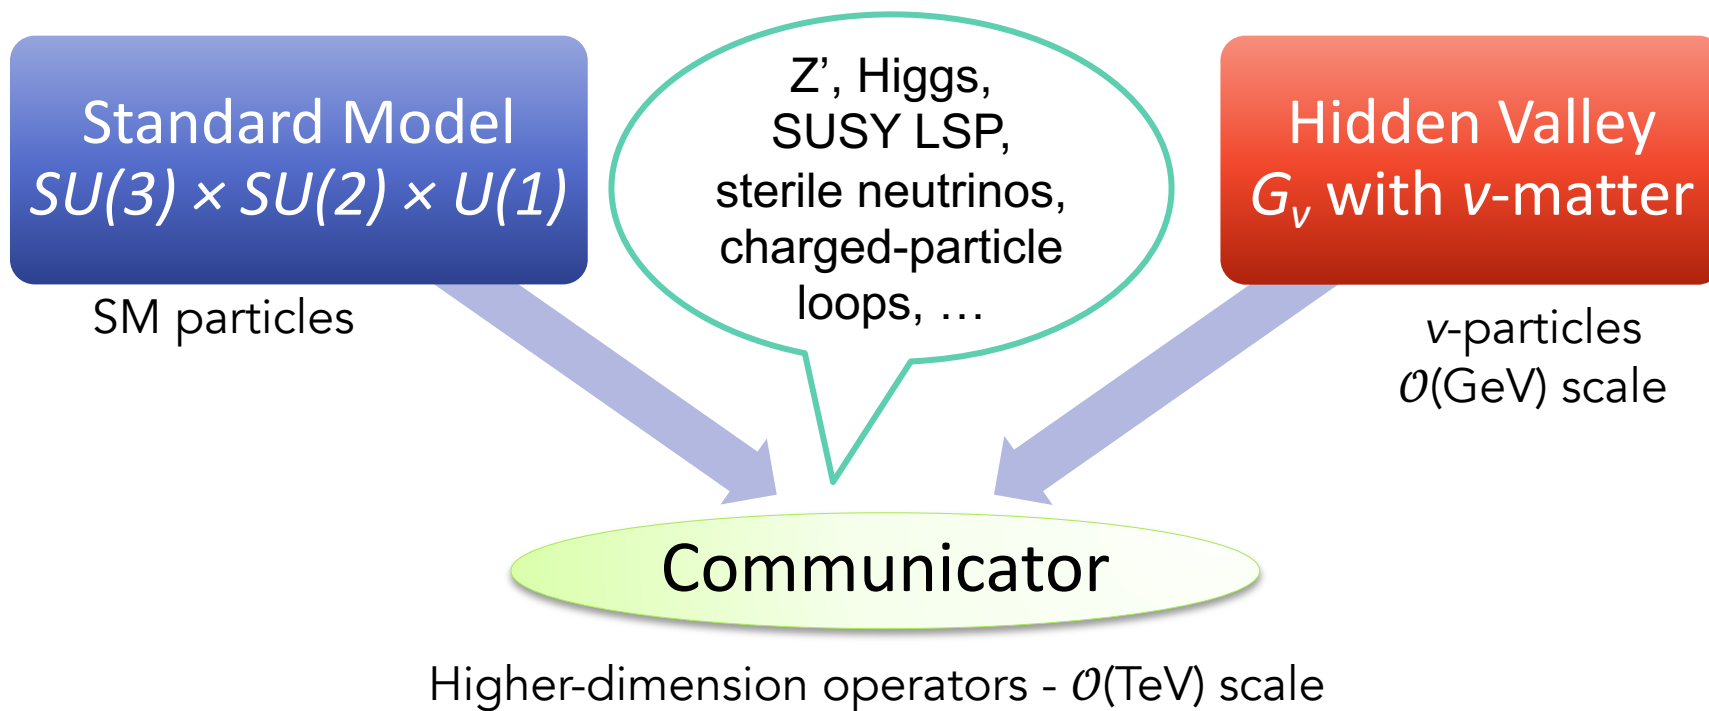 Standard Model
SU(3) × SU(2) × U(1)
SM particles
Z’, Higgs,
SUSY LSP,
sterile neutrinos,
charged-particle
loops, …
Hidden Valley
Gᵥ with v-matter
v-particles
𝒪(GeV) scale
Communicator
Higher-dimension operators - 𝒪(TeV) scale